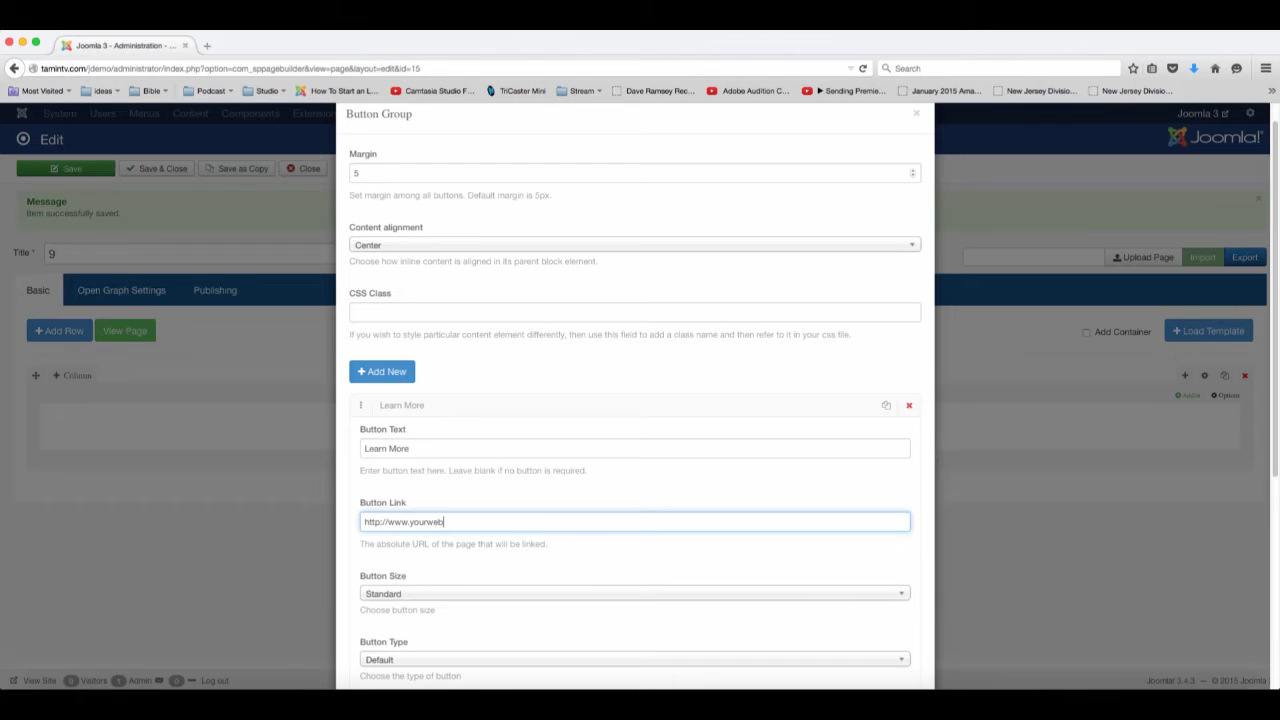 Joomla 3 - Administration - ...
tamintv.com/jdemo/administrator/index.php?option=com_sppagebuilder&view=page&layout=edit&id=15
Search
Most Visited
ideas
Bible
Podcast
Studio
How To Start an L...
Camtasia Studio F...
TriCaster Mini
Stream
Dave Ramsey Rec...
Adobe Audition C...
Sending Premie...
January 2015 Ama...
New Jersey Divisio...
New Jersey Divisio...
System Users Menus Content Components Extension
Joomla 3
Edit
Joomla!
Save
Save & Close
Save as Copy
Close
Message
Item successfully saved.
Title *
9
Upload Page
Import
Export
Basic
Open Graph Settings
Publishing
Add Row
View Page
Add Container
Load Template
Column
Addon
Options
Button Group
Margin
5
Set margin among all buttons. Default margin is 5px.
Content alignment
Center
Choose how inline content is aligned in its parent block element.
CSS Class
If you wish to style particular content element differently, then use this field to add a class name and then refer to it in your css file.
Add New
Learn More
Button Text
Learn More
Enter button text here. Leave blank if no button is required.
Button Link
http://www.yourweb
The absolute URL of the page that will be linked.
Button Size
Standard
Choose button size
Button Type
Default
Choose the type of button
View Site
0 Visitors
1 Admin
0
Log out
Joomla! 3.4.3 — © 2015 Joomla